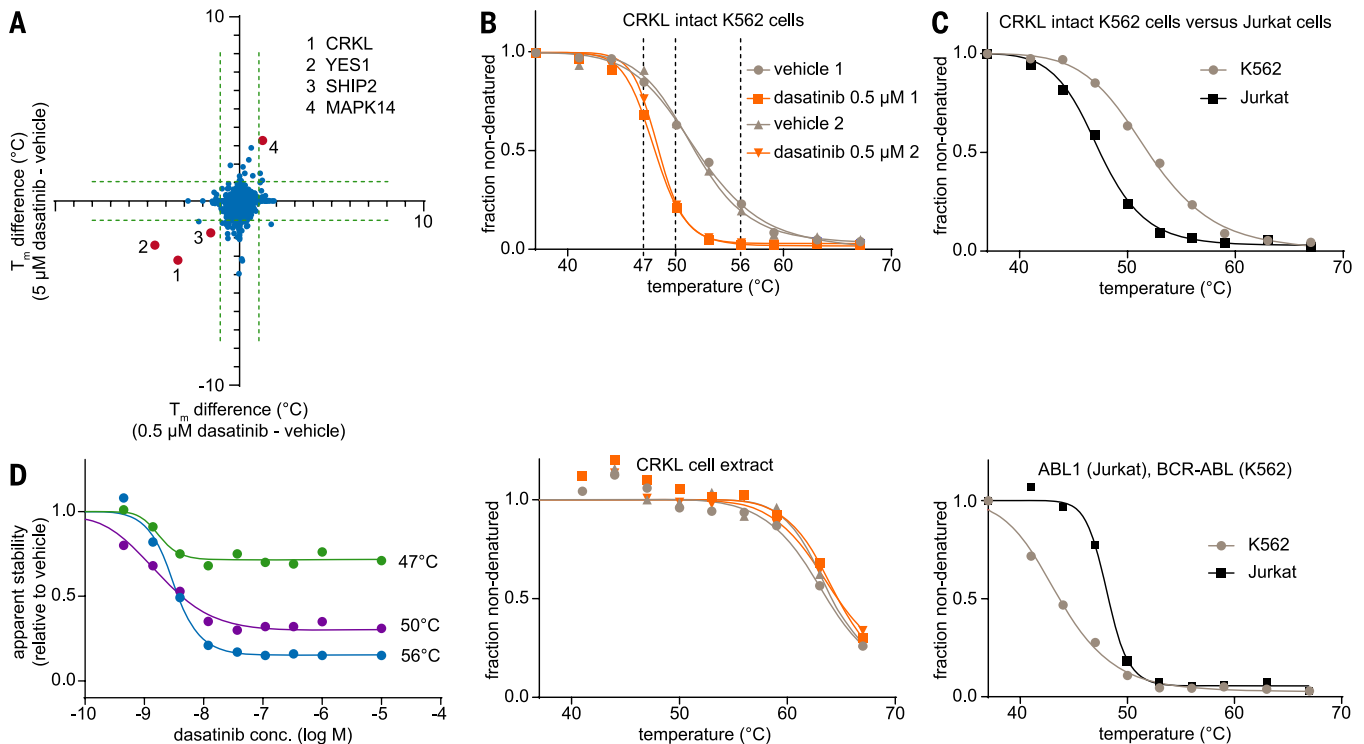 A
10
1 CRKL
2 YES1
3 SHIP2
4 MAPK14
Tm difference (°C)
(5 µM dasatinib - vehicle)
4
3
2
1
10
-10
Tm difference (°C)
(0.5 µM dasatinib - vehicle)
B
CRKL intact K562 cells
fraction non-denatured
1.0
0.5
0.0
vehicle 1
dasatinib 0.5 µM 1
vehicle 2
dasatinib 0.5 µM 2
40 47 50 56 60 70
temperature (°C)
C
CRKL intact K562 cells versus Jurkat cells
fraction non-denatured
1.0
0.5
0.0
K562
Jurkat
40 50 60 70
temperature (°C)
D
apparent stability
(relative to vehicle)
1.0
0.5
0.0
47°C
50°C
56°C
-10 -9 -8 -7 -6 -5 -4
dasatinib conc. (log M)
CRKL cell extract
fraction non-denatured
1.0
0.5
0.0
40 50 60 70
temperature (°C)
ABL1 (Jurkat), BCR-ABL (K562)
fraction non-denatured
1.0
0.5
0.0
K562
Jurkat
40 50 60 70
temperature (°C)